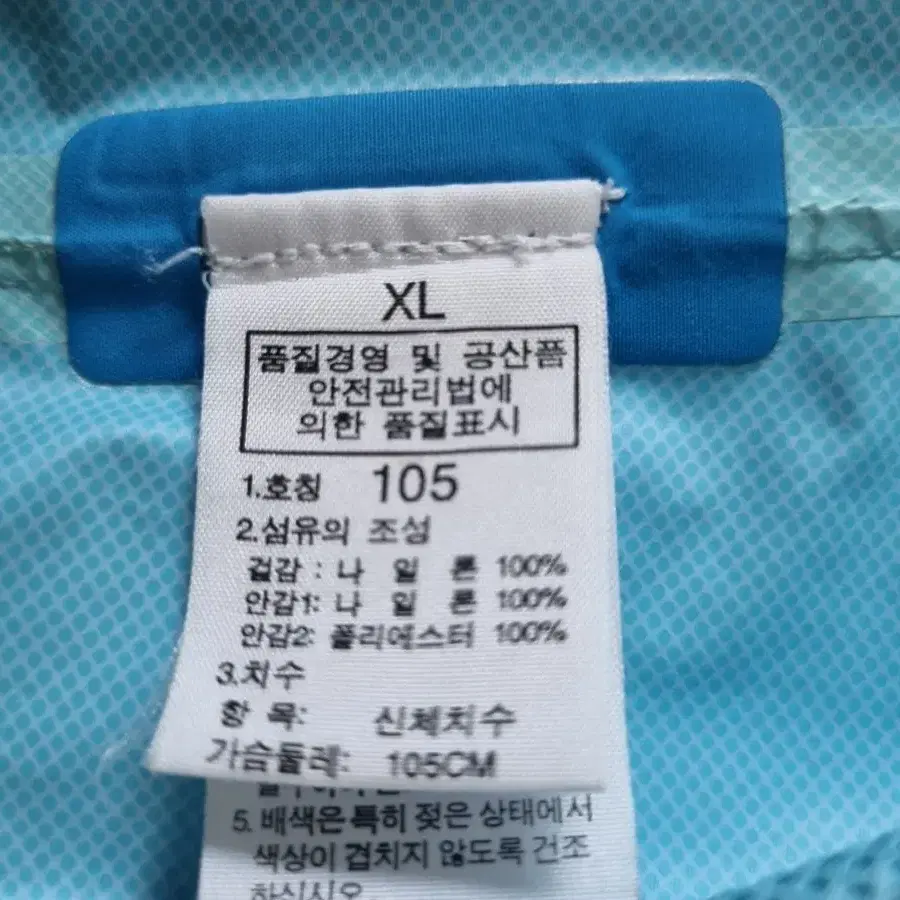 XL
품질경영 및 공산품
안전관리법에
의한 품질표시
1.호칭 105
2.섬유의 조성
겉감 : 나 일 론 100%
안감1: 나 일 론 100%
안감2: 폴리에스터 100%
3.치수
항 목: 신체치수
가슴둘레: 105CM
5. 배색은 특히 젖은 상태에서
색상이 겹치지 않도록 건조
하십시오